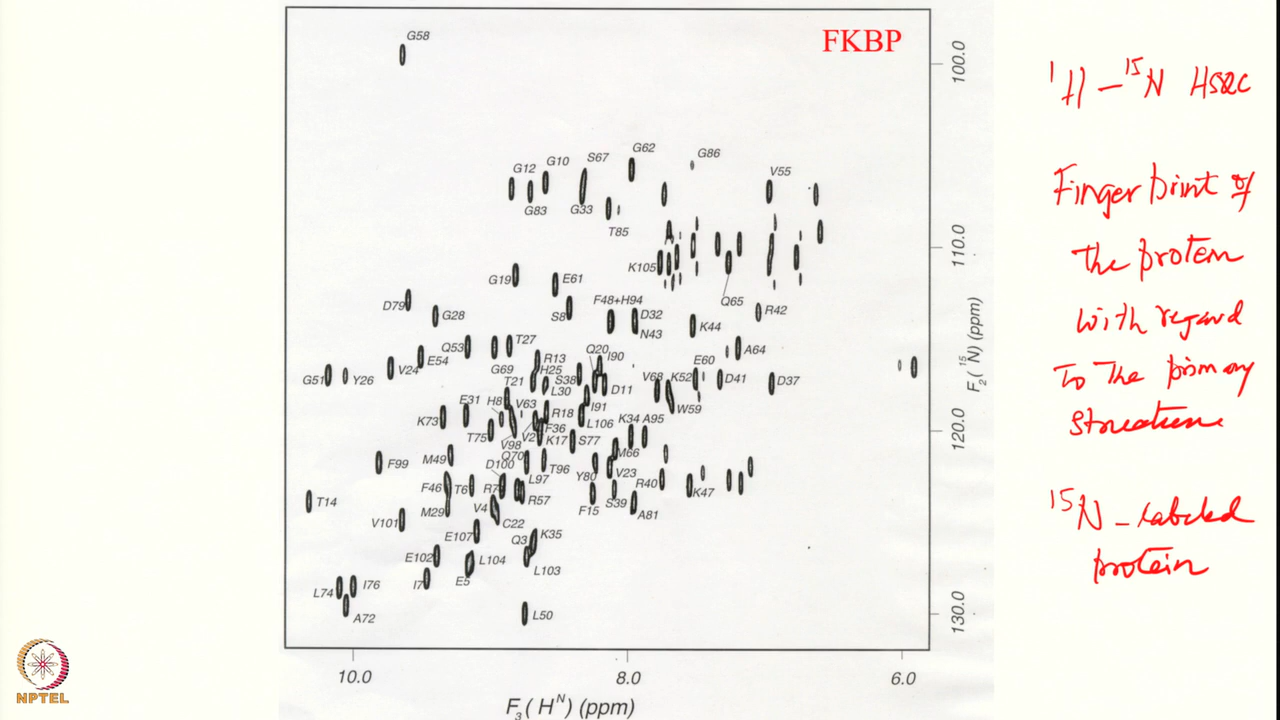 FKBP
G58
G12
G10
S67
G62
G86
V55
G83
G33
T85
K105
G19
E61
Q65
D79
G28
S8
F48+H94
D32
N43
K44
R42
Q53
T27
Q20
I90
A64
G51
Y26
V24
E54
G69
R13
H25
S38
T21
L30
D11
V68
K52
E60
D41
D37
W59
E31
H8
V63
I91
K73
R18
L106
K34
A95
T75
V98
V2
F36
K17
S77
M66
F99
M49
Q70
D100
L97
T96
Y80
V23
R40
K47
T14
F46
T6
R7
R57
F15
S39
A81
V101
M29
V4
C22
E107
Q3
K35
E102
L104
L103
I7
E5
L74
I76
A72
L50
100.0
110.0
120.0
130.0
F2(15N) (ppm)
10.0
8.0
6.0
F3(HN) (ppm)
1H - 15N HSQC
Finger print of
the protein
with regard
to the primary
structure
15N - labeled
protein
NPTEL